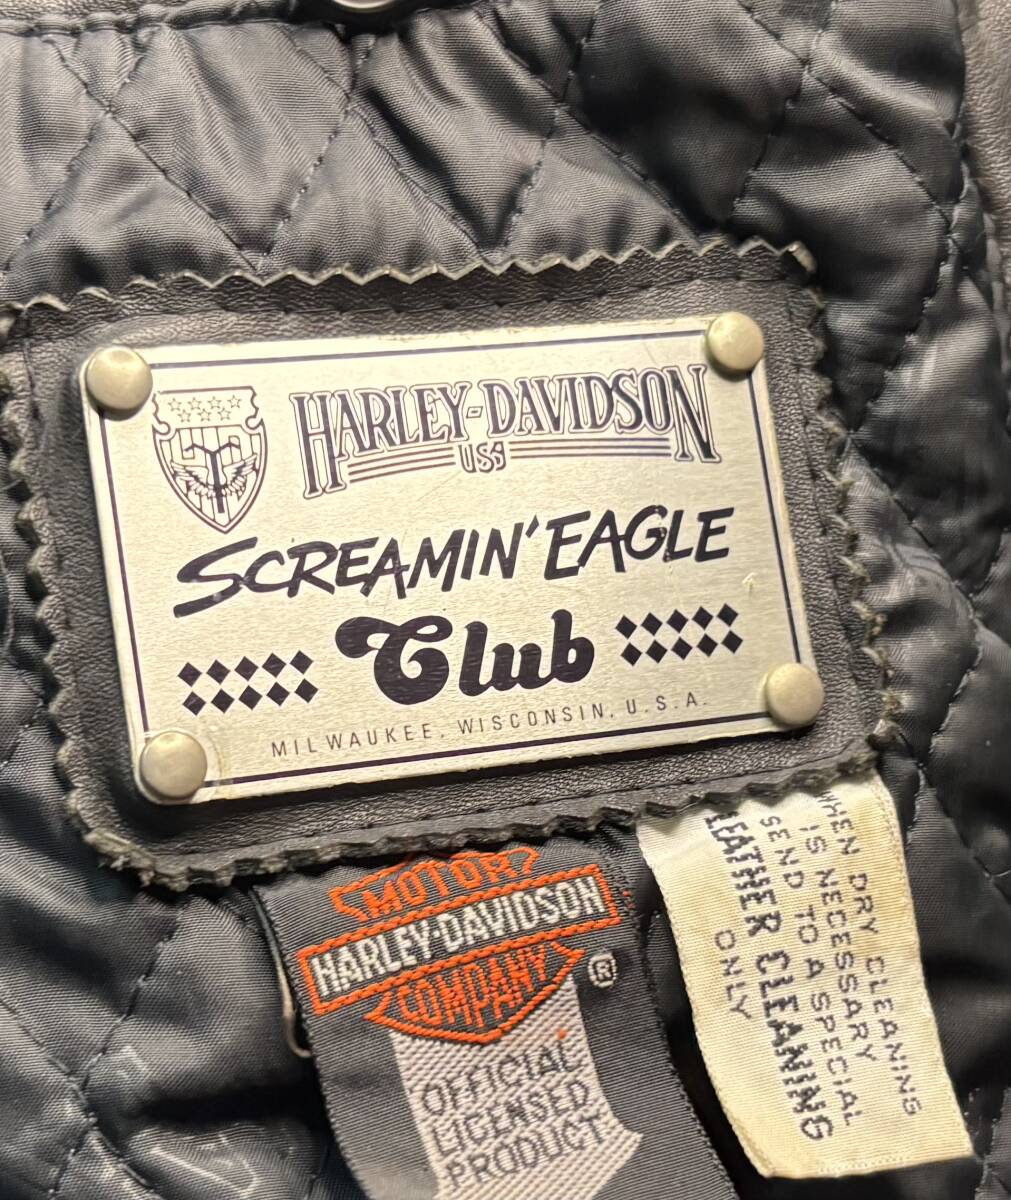 HARLEY-DAVIDSON
USA
SCREAMIN' EAGLE
Club
MILWAUKEE, WISCONSIN, U.S.A.
MOTOR
HARLEY-DAVIDSON
COMPANY
®
OFFICIAL
LICENSED
PRODUCT
WHEN DRY CLEANING
IS NECESSARY
SEND TO A SPECIAL
LEATHER CLEANING
ONLY